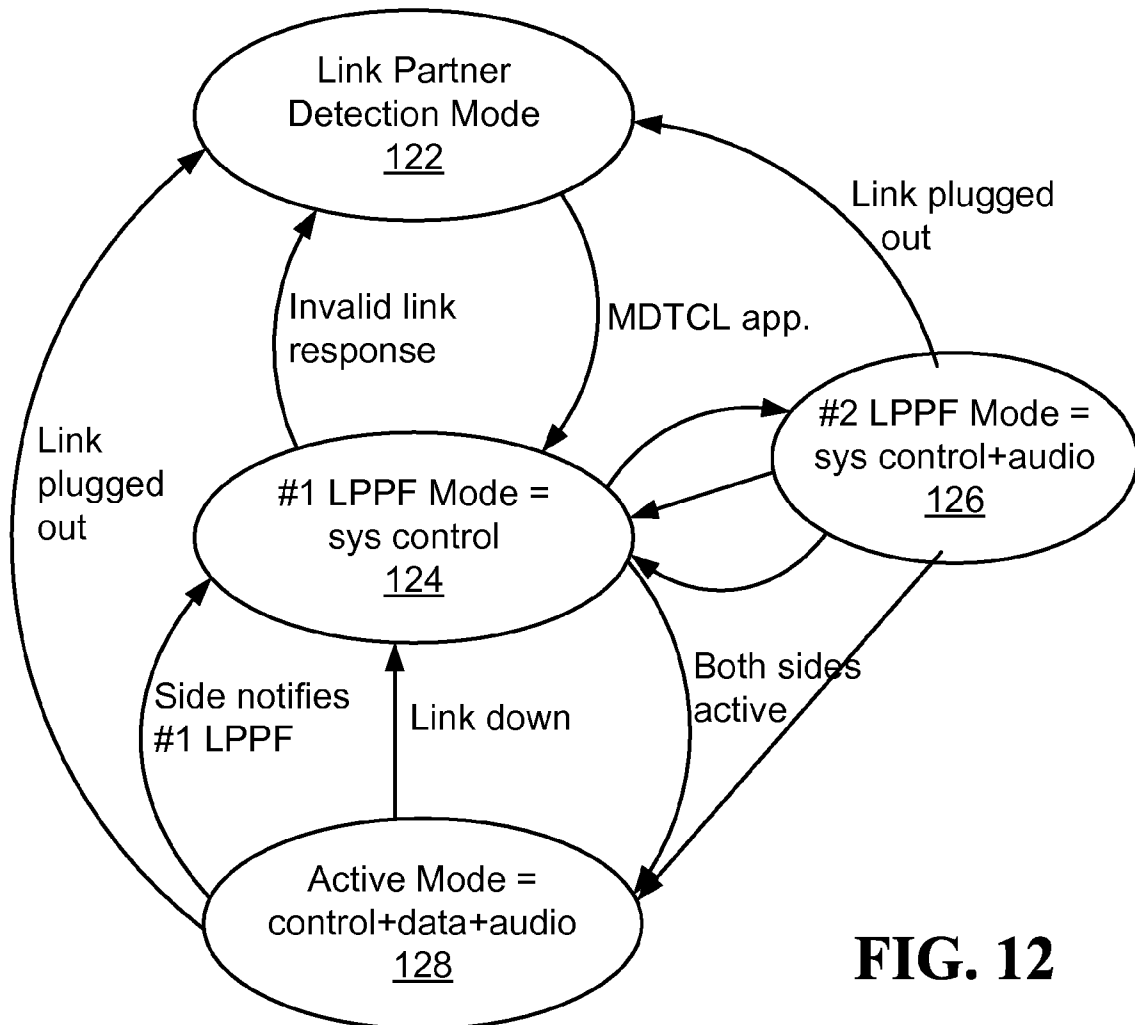 Link Partner
Detection Mode
122
Link plugged
out
Invalid link
response
MDTCL app.
#2 LPPF Mode =
sys control+audio
126
Link
plugged
out
#1 LPPF Mode =
sys control
124
Side notifies
#1 LPPF
Link down
Both sides
active
Active Mode =
control+data+audio
128
FIG. 12